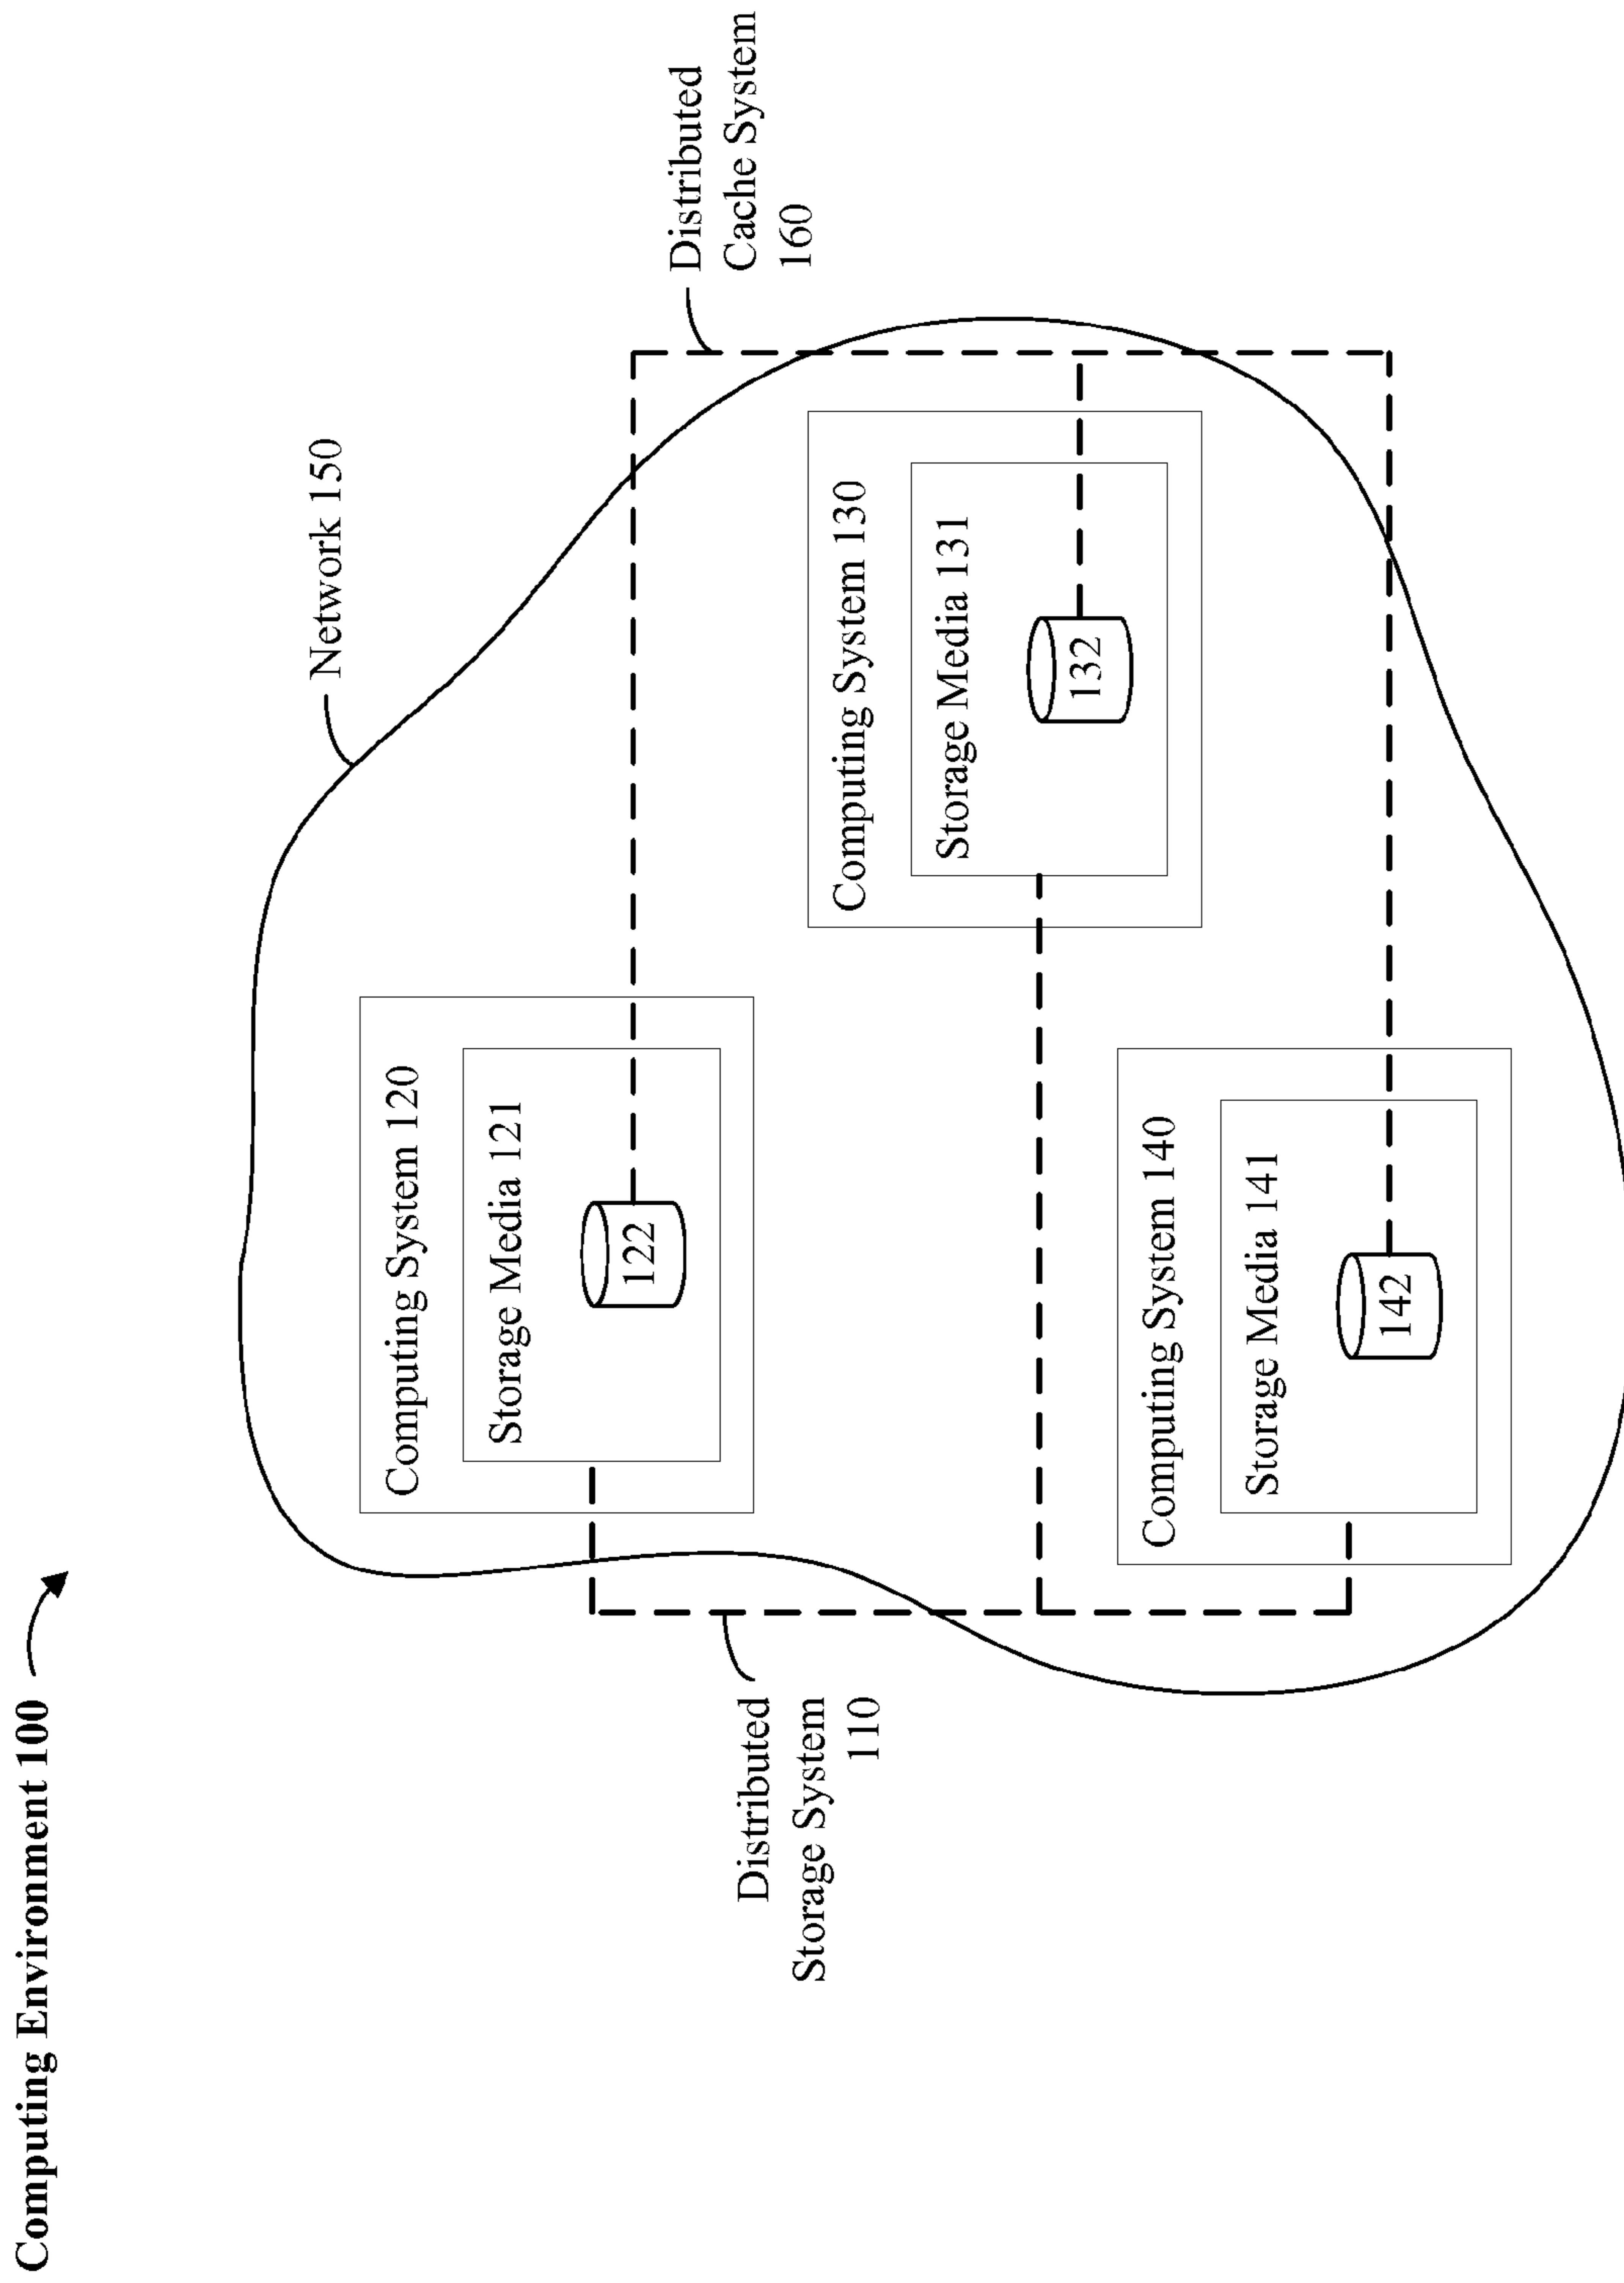 Computing Environment 100
Network 150
Computing System 120
Storage Media 121
122
Distributed
Cache System
160
Distributed
Storage System
110
Computing System 130
Storage Media 131
132
Computing System 140
Storage Media 141
142